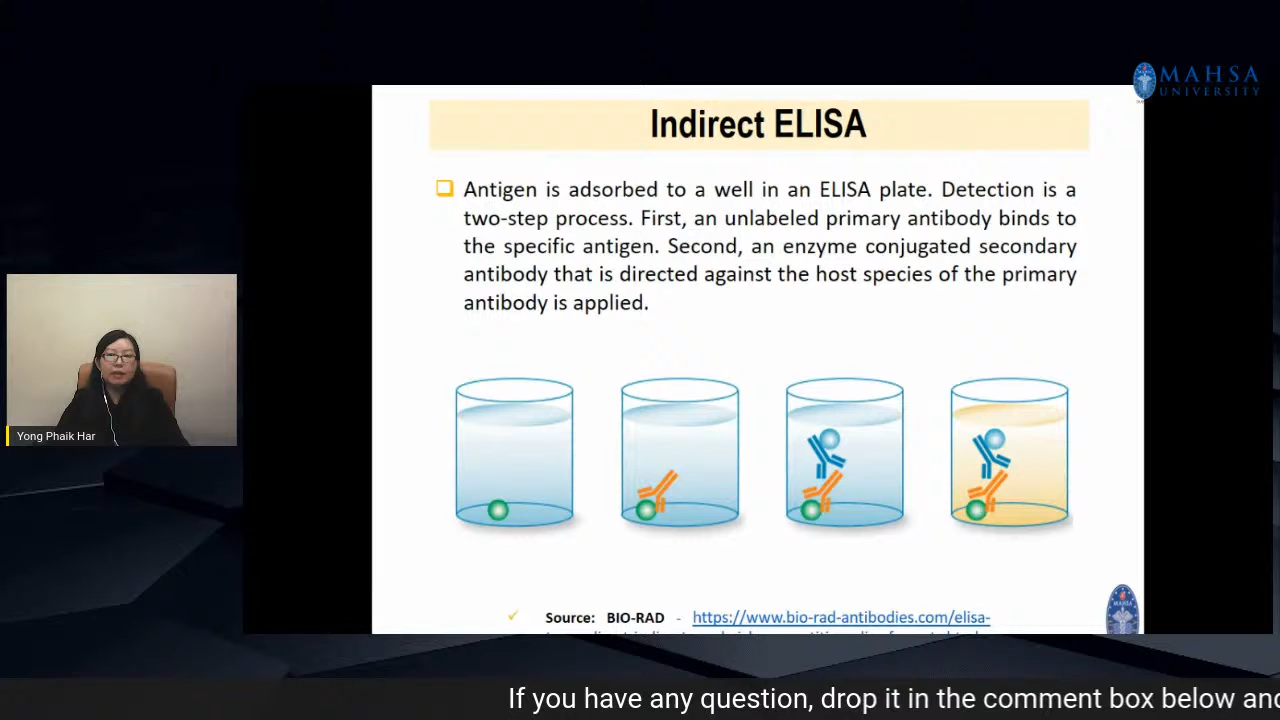 MAHSA
UNIVERSITY
Indirect ELISA
Antigen is adsorbed to a well in an ELISA plate. Detection is a
two-step process. First, an unlabeled primary antibody binds to
the specific antigen. Second, an enzyme conjugated secondary
antibody that is directed against the host species of the primary
antibody is applied.
Yong Phaik Har
Source: BIO-RAD - https://www.bio-rad-antibodies.com/elisa-
MAHSA
If you have any question, drop it in the comment box below and